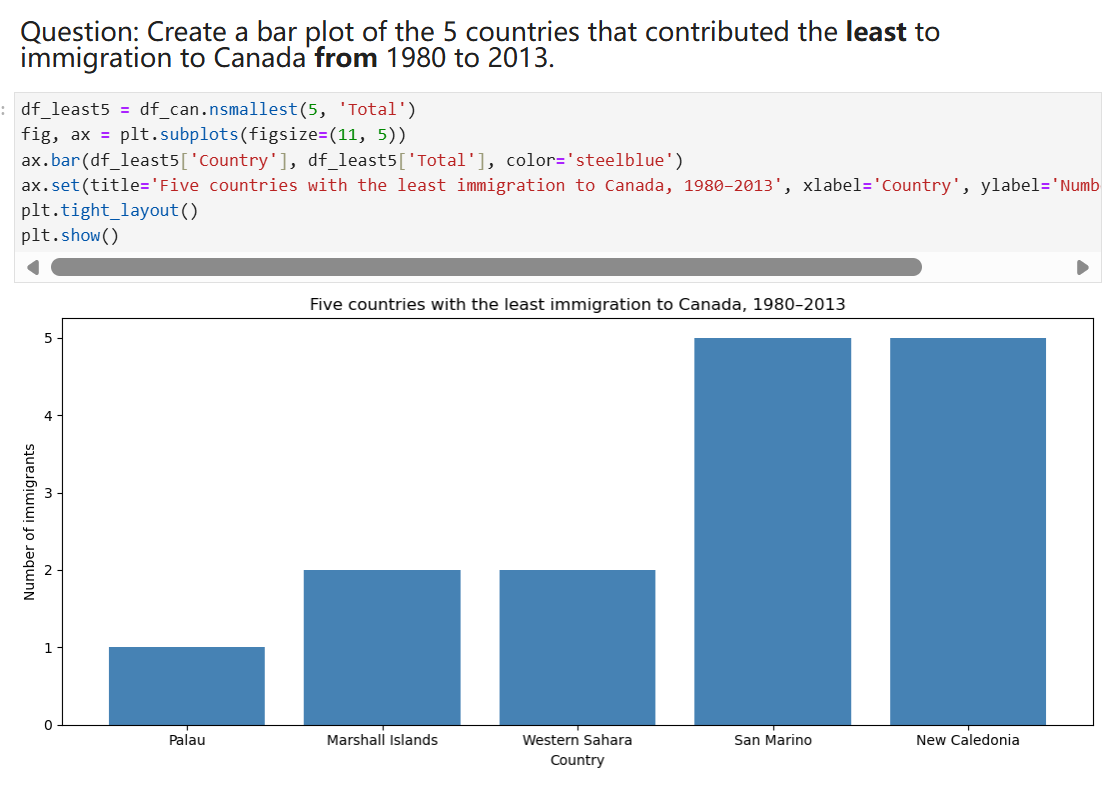 Question: Create a bar plot of the 5 countries that contributed the least to
immigration to Canada from 1980 to 2013.
:
df_least5 = df_can.nsmallest(5, 'Total')
fig, ax = plt.subplots(figsize=(11, 5))
ax.bar(df_least5['Country'], df_least5['Total'], color='steelblue')
ax.set(title='Five countries with the least immigration to Canada, 1980–2013', xlabel='Country', ylabel='Numb
plt.tight_layout()
plt.show()
Five countries with the least immigration to Canada, 1980–2013
Number of immigrants
5
4
3
2
1
0
Palau Marshall Islands Western Sahara San Marino New Caledonia
Country